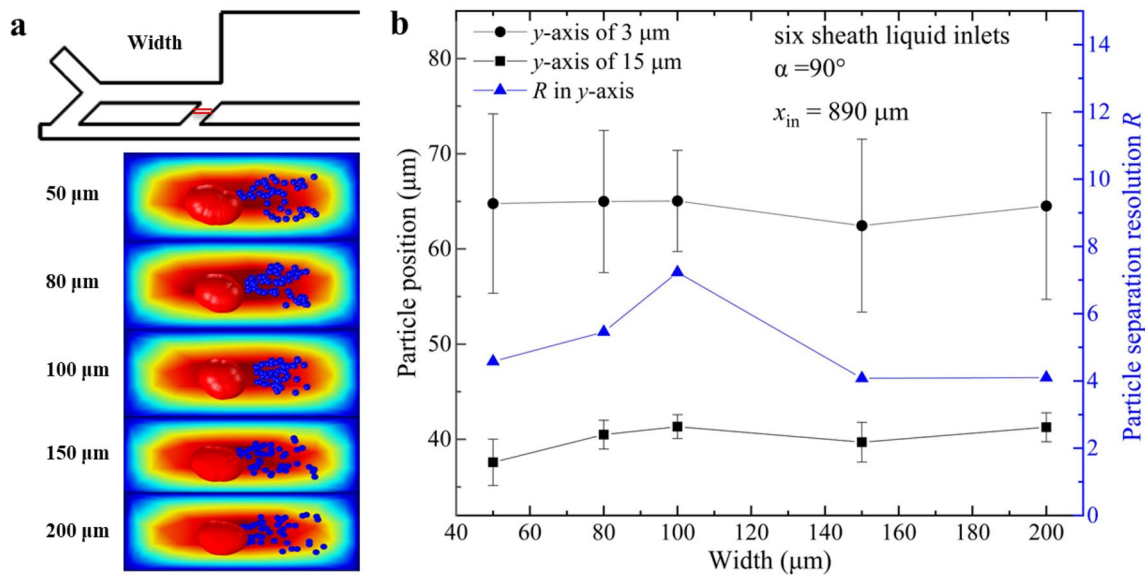 a
Width
50 μm
80 μm
100 μm
150 μm
200 μm
b
y-axis of 3 μm
y-axis of 15 μm
R in y-axis
six sheath liquid inlets
α =90°
xin = 890 μm
Particle position (μm)
80
70
60
50
40
40 60 80 100 120 140 160 180 200
Width (μm)
14
12
10
8
6
4
2
0
Particle separation resolution R